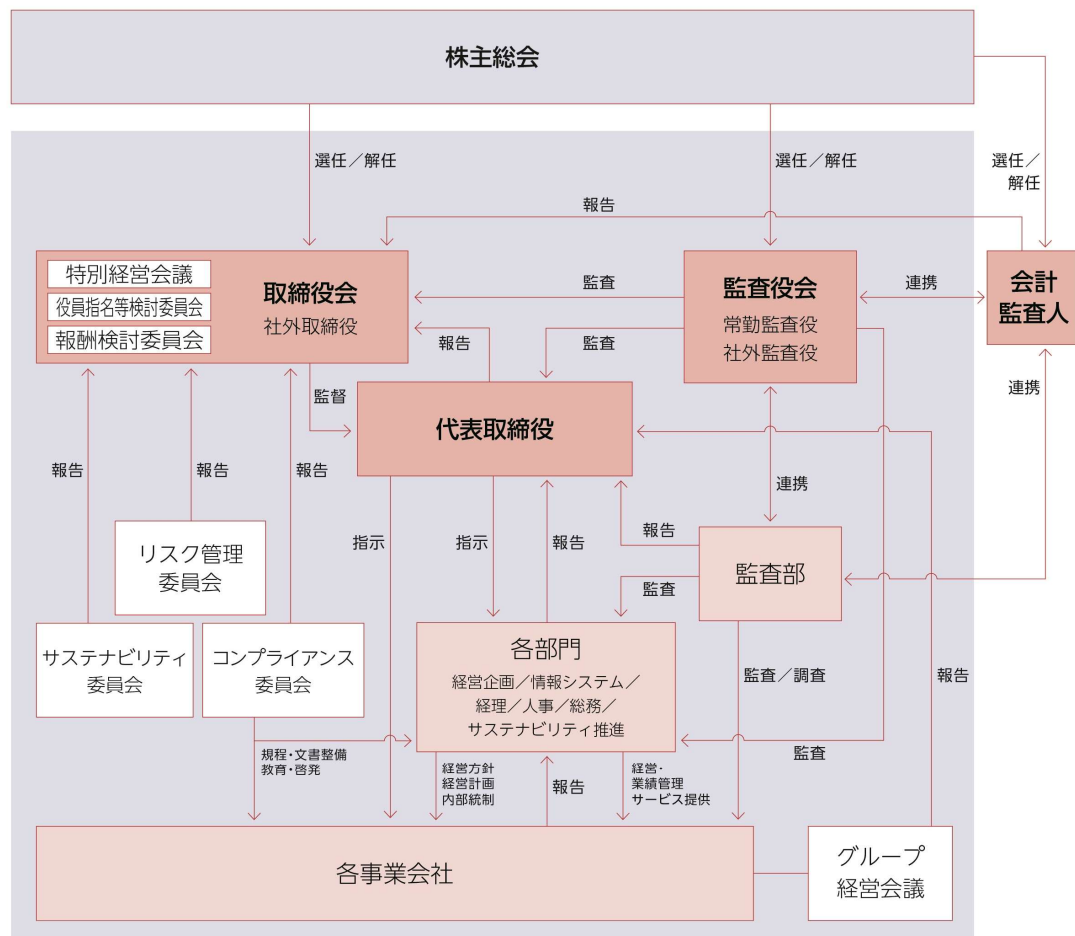 株主総会
選任／解任
選任／解任
選任／
解任
報告
特別経営会議
役員指名等検討委員会
報酬検討委員会
取締役会
社外取締役
監査
監査役会
常勤監査役
社外監査役
連携
会計
監査人
報告
監査
監督
代表取締役
連携
報告
報告
報告
連携
リスク管理
委員会
指示
指示
報告
報告
監査部
監査
サステナビリティ
委員会
コンプライアンス
委員会
各部門
経営企画／情報システム／
経理／人事／総務／
サステナビリティ推進
監査／調査
報告
規程・文書整備
教育・啓発
経営方針
経営計画
内部統制
報告
経営・
業績管理
サービス提供
監査
各事業会社
グループ
経営会議